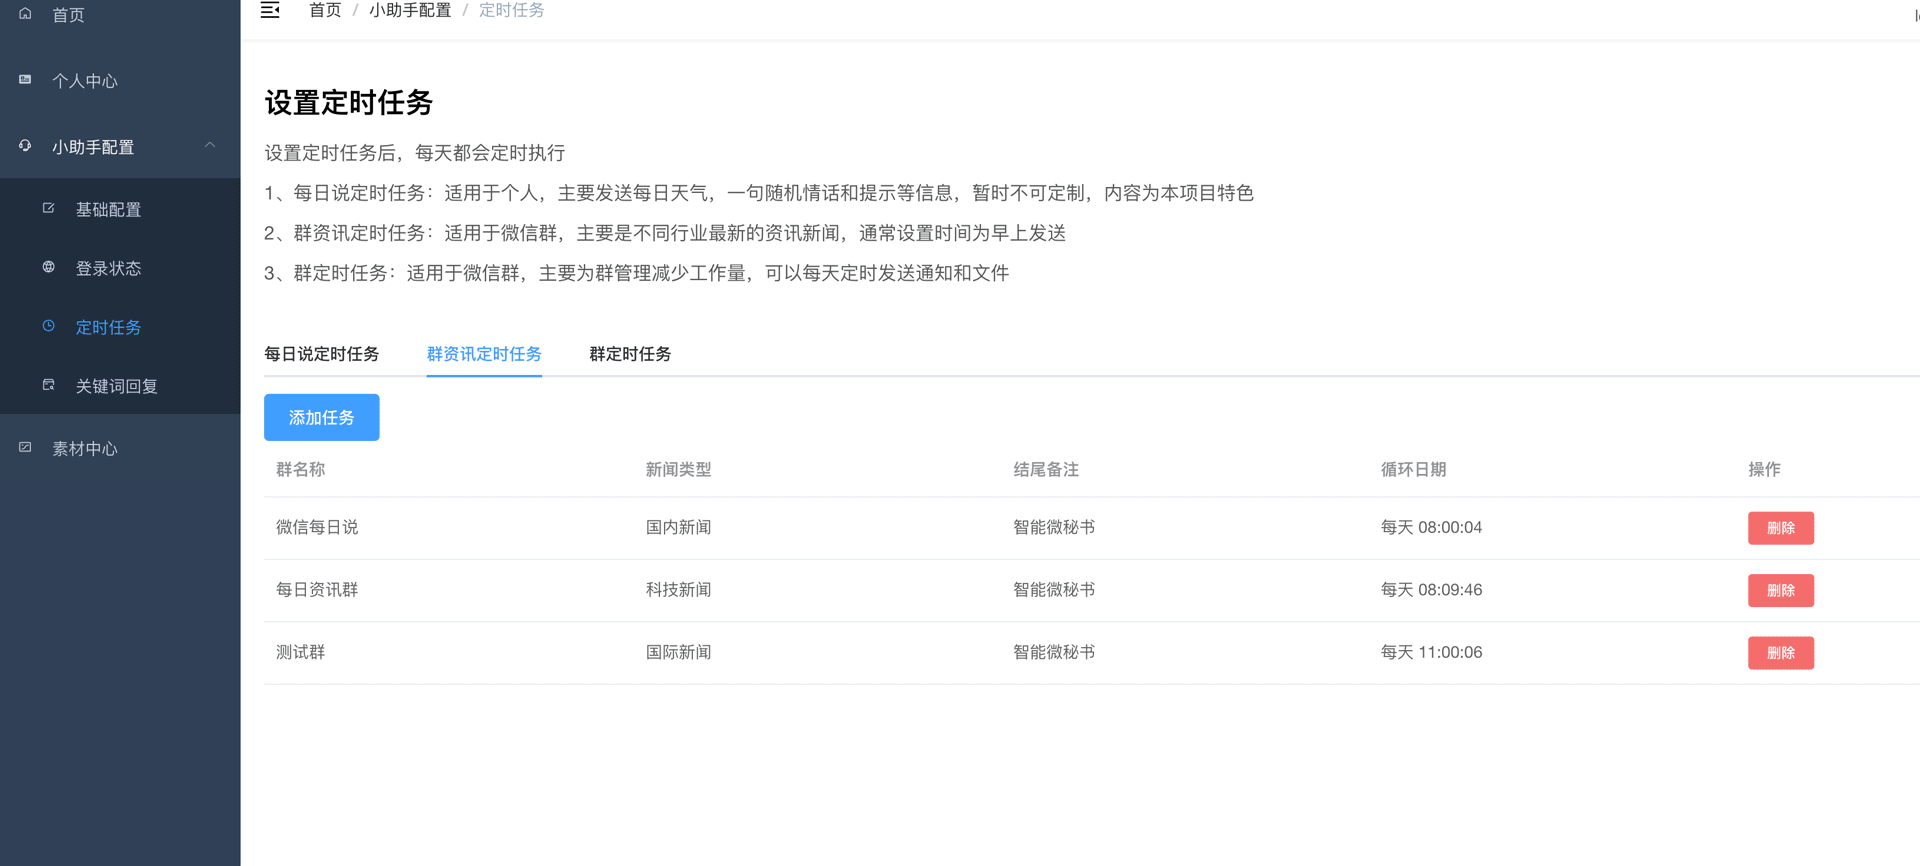 首页
个人中心
小助手配置
基础配置
登录状态
定时任务
关键词回复
素材中心
首页 / 小助手配置 / 定时任务
设置定时任务
设置定时任务后，每天都会定时执行
1、每日说定时任务：适用于个人，主要发送每日天气，一句随机情话和提示等信息，暂时不可定制，内容为本项目特色
2、群资讯定时任务：适用于微信群，主要是不同行业最新的资讯新闻，通常设置时间为早上发送
3、群定时任务：适用于微信群，主要为群管理减少工作量，可以每天定时发送通知和文件
每日说定时任务 群资讯定时任务 群定时任务
添加任务
群名称 新闻类型 结尾备注 循环日期 操作
微信每日说 国内新闻 智能微秘书 每天 08:00:04 删除
每日资讯群 科技新闻 智能微秘书 每天 08:09:46 删除
测试群 国际新闻 智能微秘书 每天 11:00:06 删除